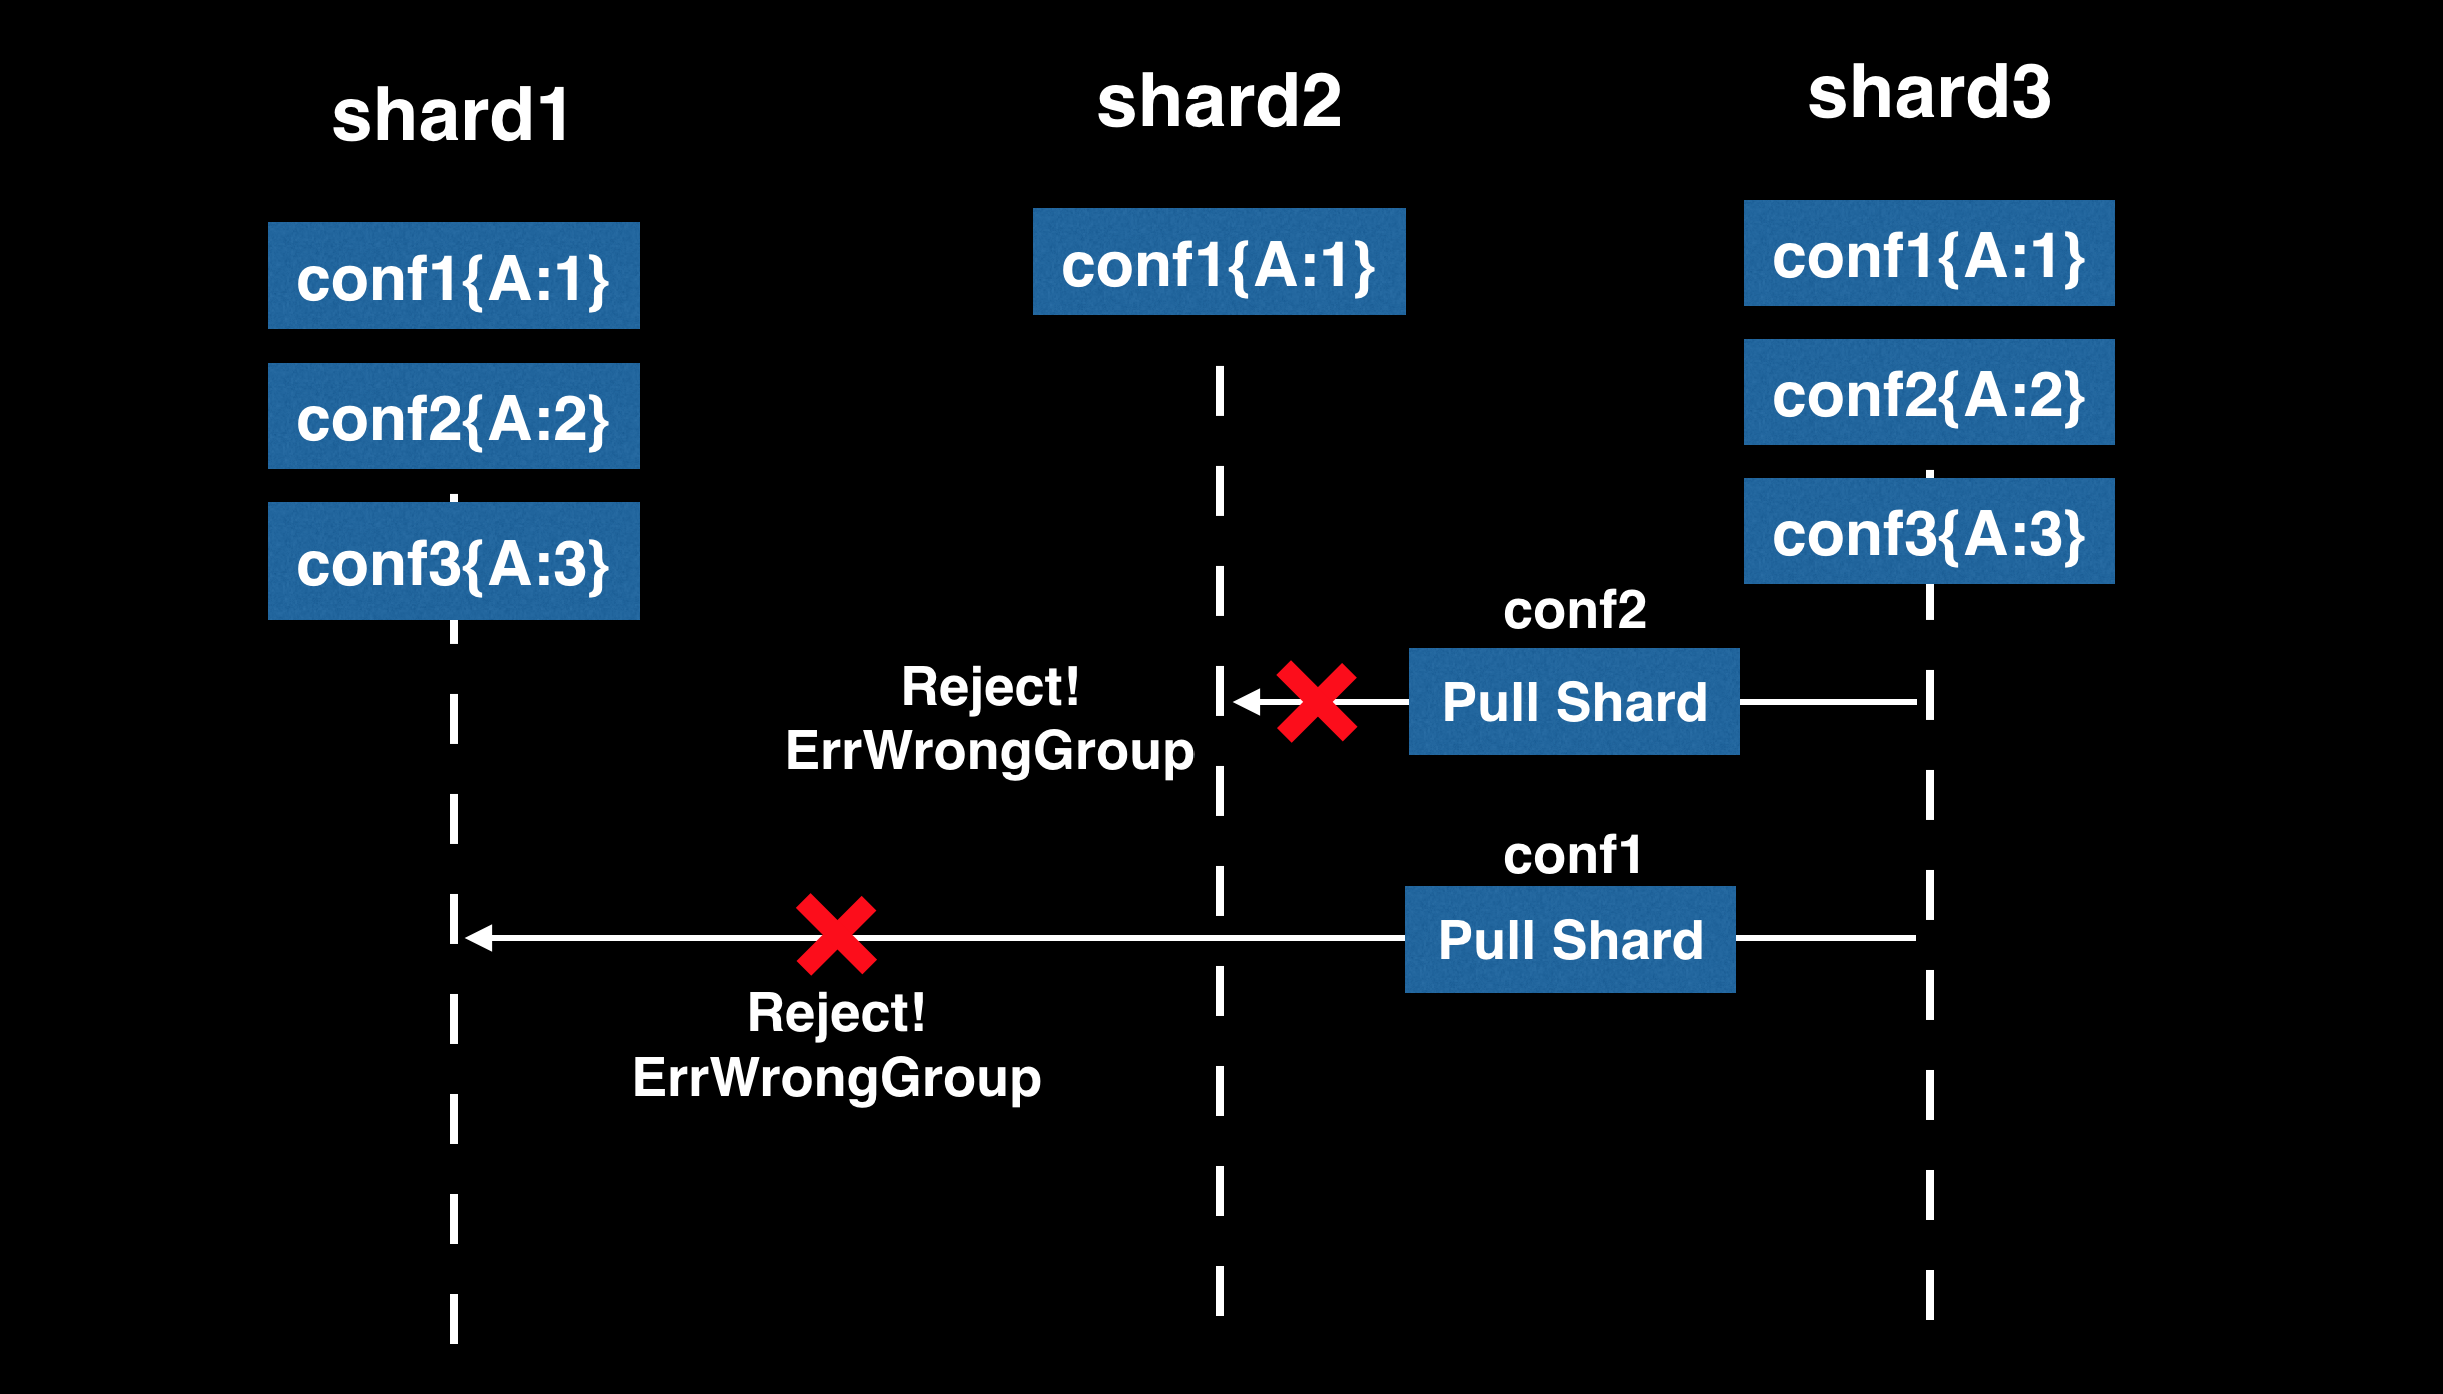 shard1
shard2
shard3
conf1{A:1}
conf1{A:1}
conf1{A:1}
conf2{A:2}
conf2{A:2}
conf3{A:3}
conf3{A:3}
conf2
Pull Shard
Reject!
ErrWrongGroup
conf1
Pull Shard
Reject!
ErrWrongGroup